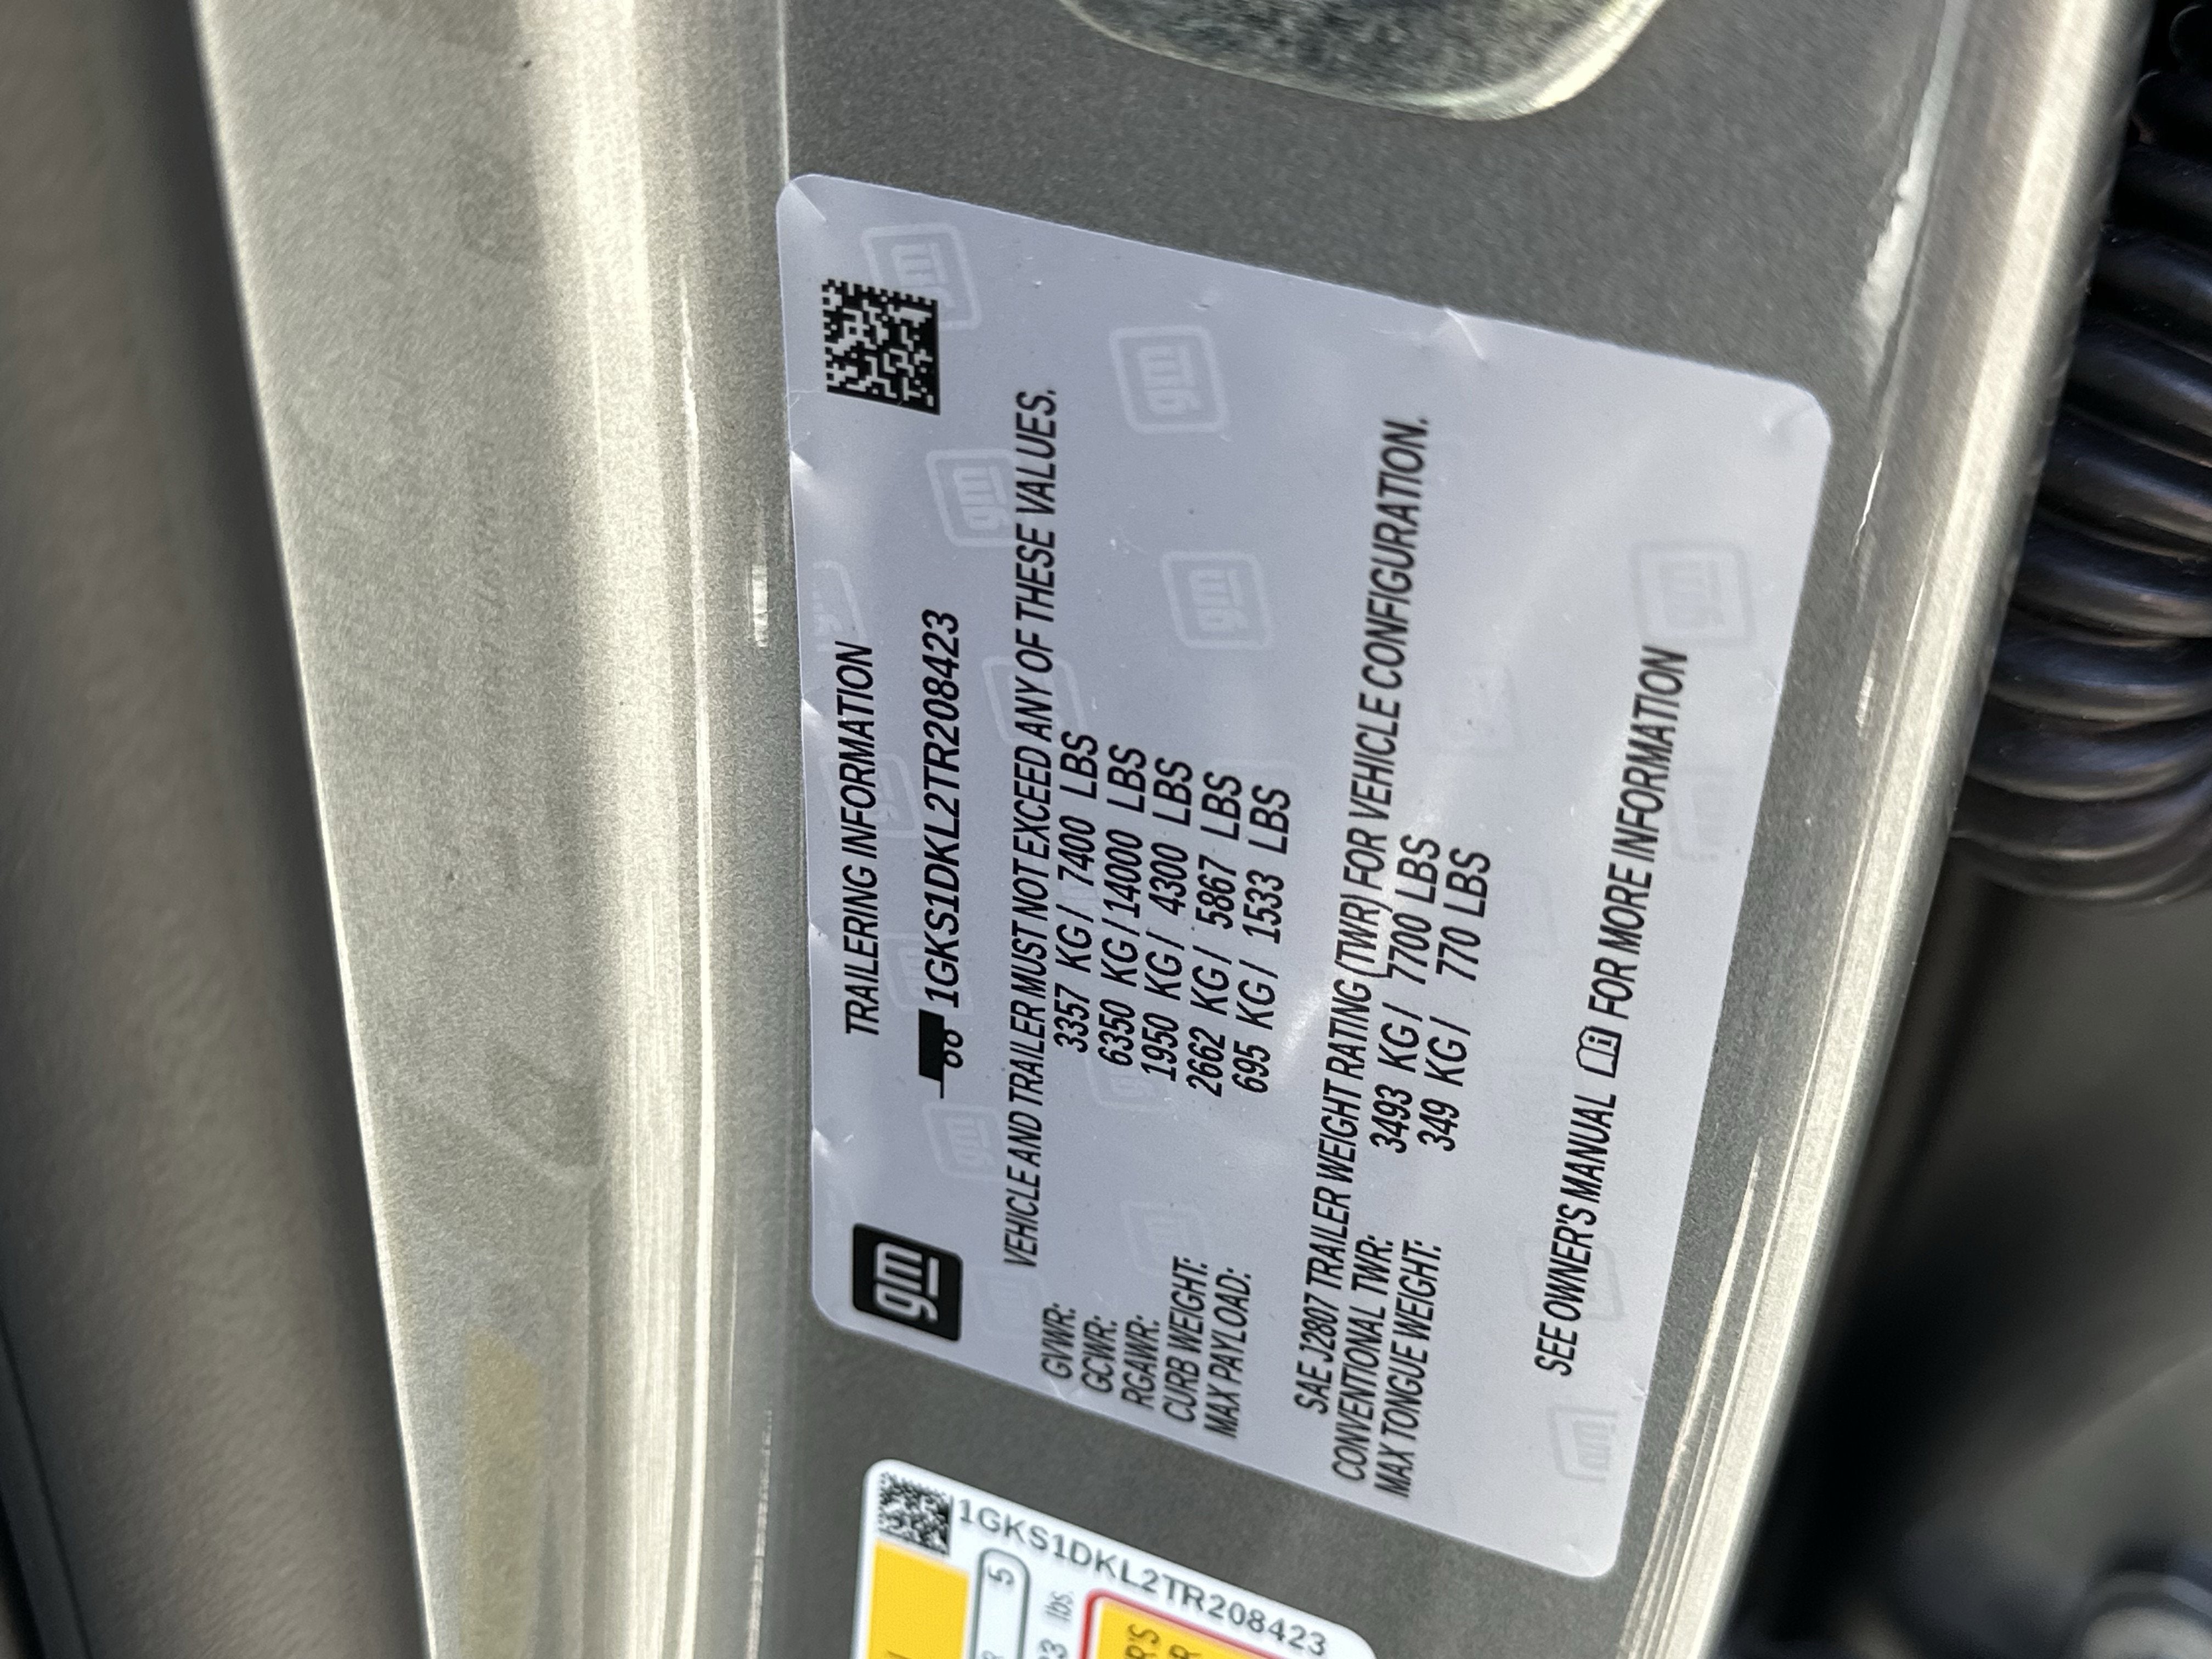 gm
TRAILERING INFORMATION
1GKS1DKL2TR208423
VEHICLE AND TRAILER MUST NOT EXCEED ANY OF THESE VALUES.
GVWR: 3357 KG / 7400 LBS
GCWR: 6350 KG / 14000 LBS
RGAWR: 1950 KG / 4300 LBS
CURB WEIGHT: 2662 KG / 5867 LBS
MAX PAYLOAD: 695 KG / 1533 LBS
SAE J2807 TRAILER WEIGHT RATING (TWR) FOR VEHICLE CONFIGURATION.
CONVENTIONAL TWR: 3493 KG / 7700 LBS
MAX TONGUE WEIGHT: 349 KG / 770 LBS
SEE OWNER'S MANUAL FOR MORE INFORMATION
1GKS1DKL2TR208423
5
lbs.